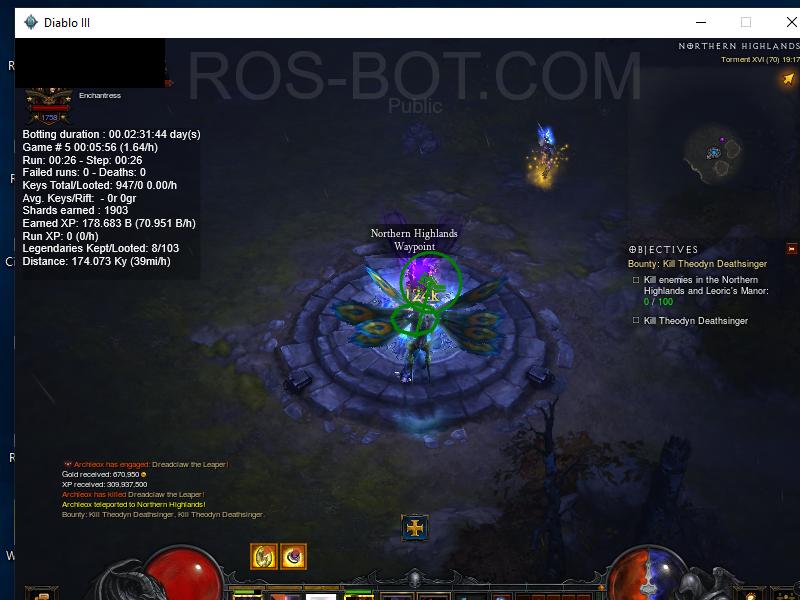 Diablo III
NORTHERN HIGHLANDS
Torment XVI (70) 19:17
ROS-BOT.COM
Public
Enchantress
1758
Botting duration : 00.02:31:44 day(s)
Game # 5 00:05:56 (1.64/h)
Run: 00:26 - Step: 00:26
Failed runs: 0 - Deaths: 0
Keys Total/Looted: 947/0 0.00/h
Avg. Keys/Rift: - 0r 0gr
Shards earned : 1903
Earned XP: 178.683 B (70.951 B/h)
Run XP: 0 (0/h)
Legendaries Kept/Looted: 8/103
Distance: 174.073 Ky (39mi/h)
Northern Highlands
Waypoint
OBJECTIVES
Bounty: Kill Theodyn Deathsinger
Kill enemies in the Northern
Highlands and Leoric's Manor:
0 / 100
Kill Theodyn Deathsinger
Archleox has engaged: Dreadclaw the Leaper!
Gold received: 670,950
XP received: 309,937,500
Archleox has killed Dreadclaw the Leaper!
Archleox teleported to Northern Highlands!
Bounty: Kill Theodyn Deathsinger, Kill Theodyn Deathsinger.